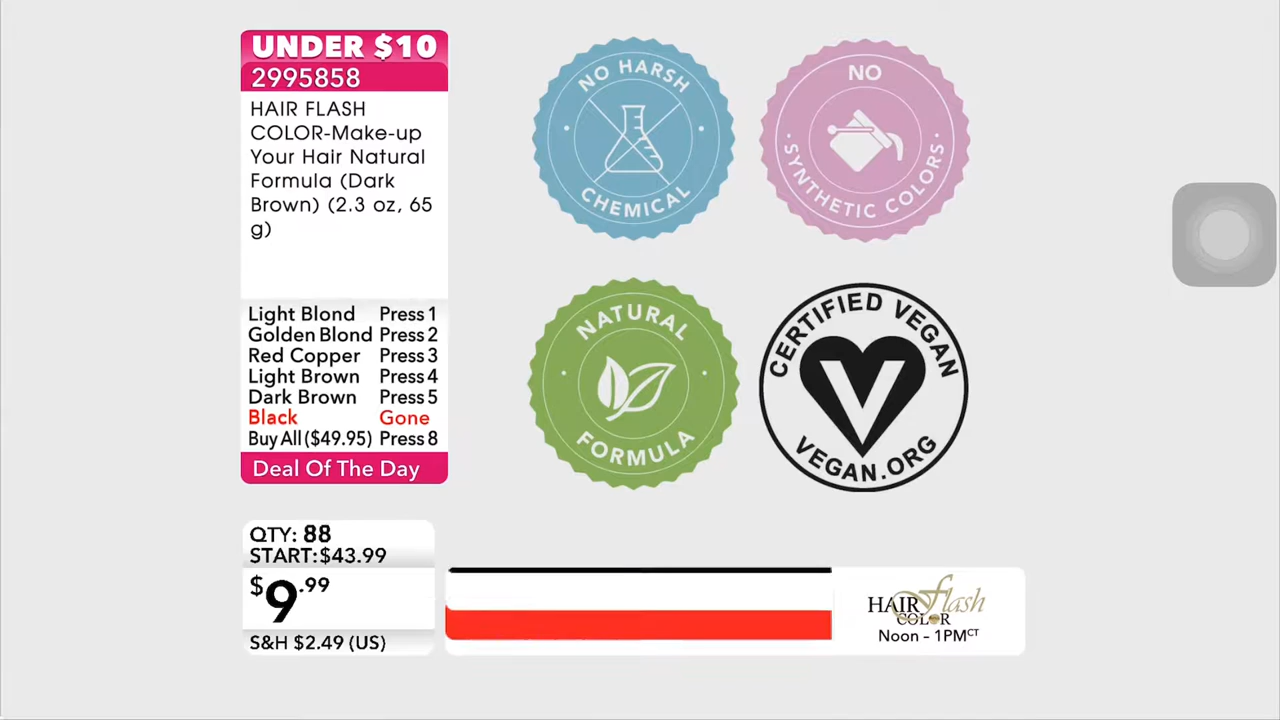 UNDER $10
2995858
HAIR FLASH
COLOR-Make-up
Your Hair Natural
Formula (Dark
Brown) (2.3 oz, 65
g)
Light Blond Press 1
Golden Blond Press 2
Red Copper Press 3
Light Brown Press 4
Dark Brown Press 5
Black Gone
Buy All ($49.95) Press 8
Deal Of The Day
QTY: 88
START: $43.99
$9.99
S&H $2.49 (US)
NO HARSH
CHEMICAL
NO
SYNTHETIC COLORS
NATURAL
FORMULA
CERTIFIED VEGAN
V
VEGAN.ORG
HAIR flash
COLOR
Noon - 1PM CT